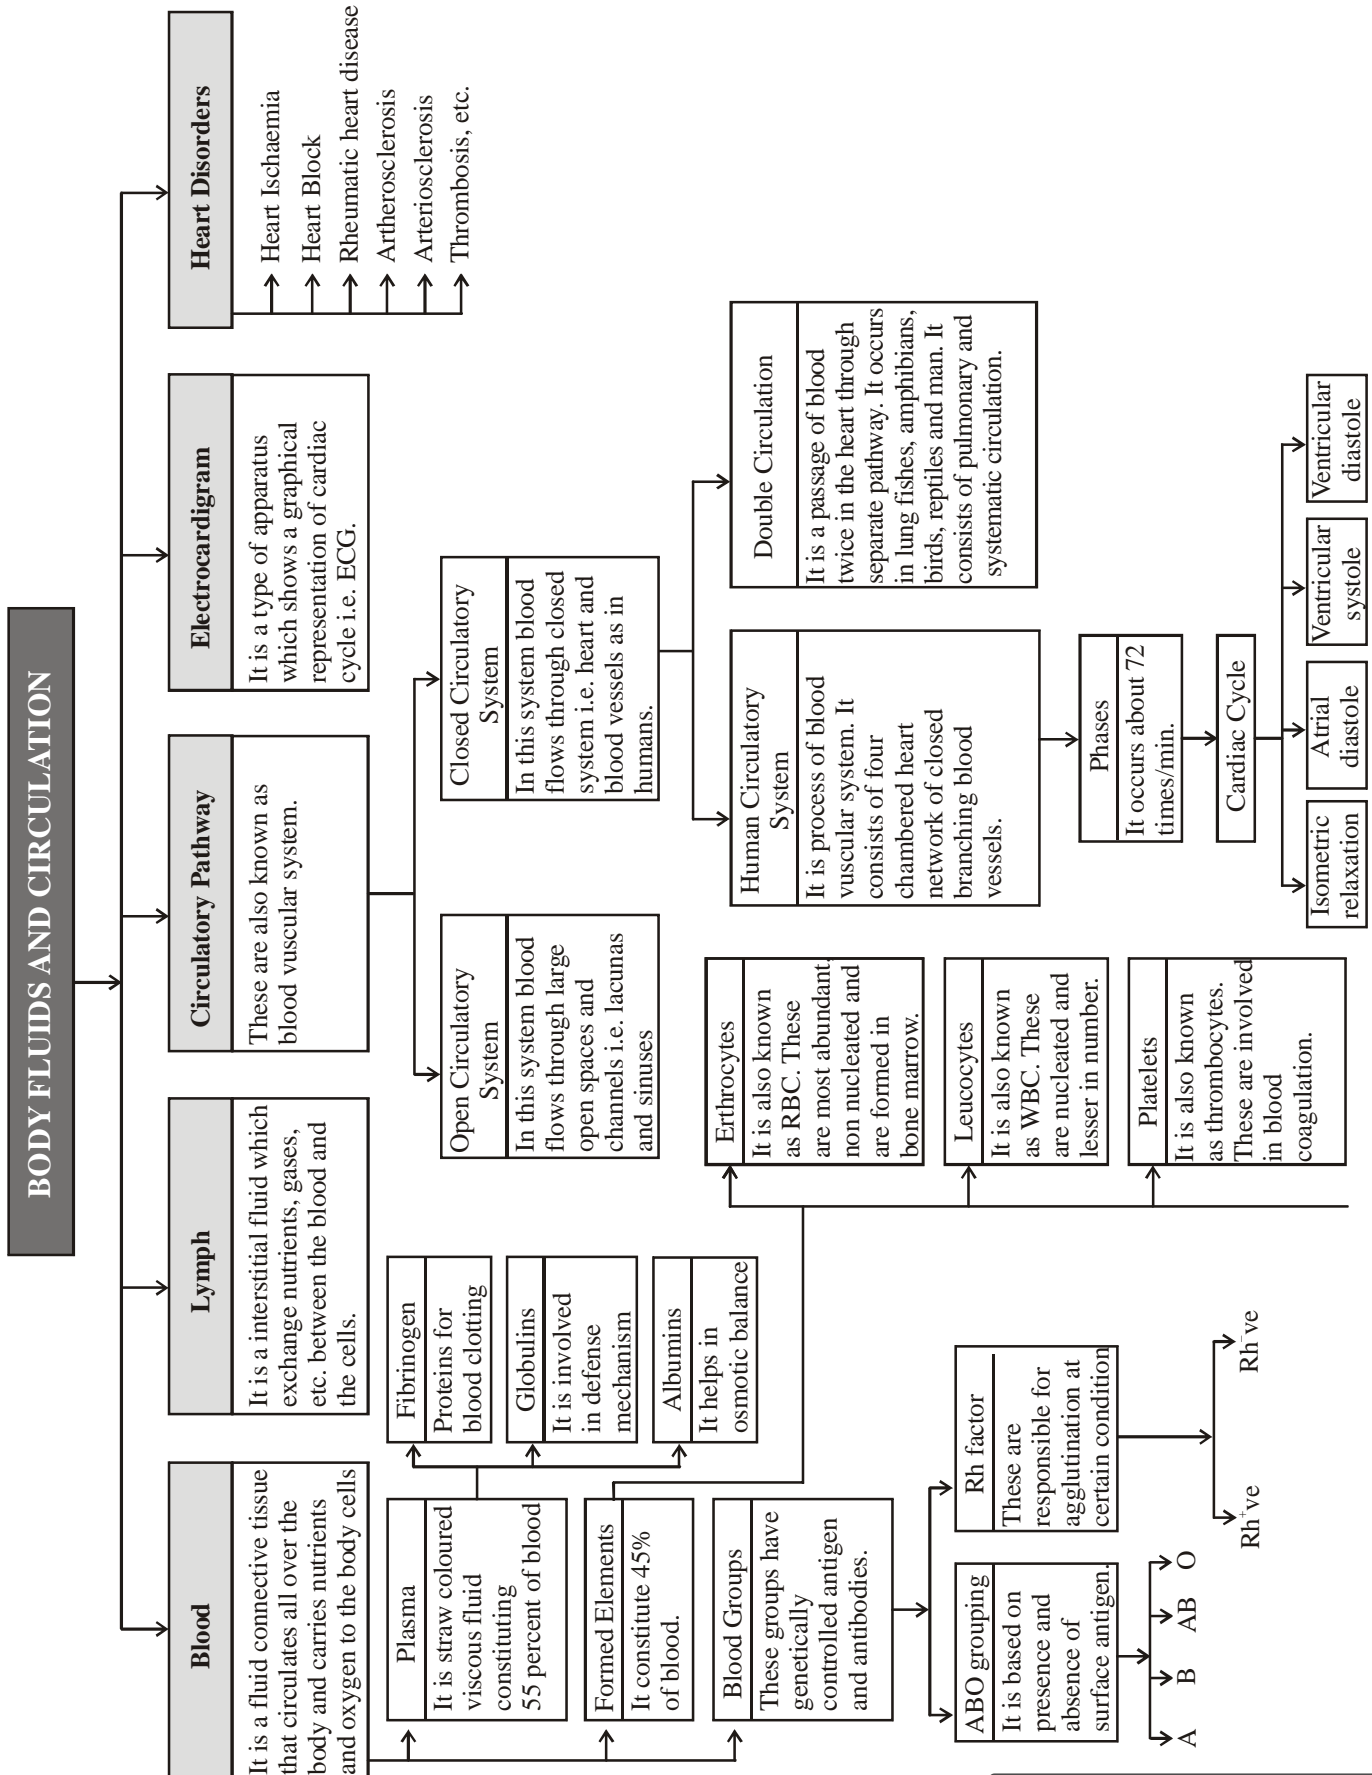 BODY FLUIDS AND CIRCULATION
Blood
It is a fluid connective tissue
that circulates all over the
body and carries nutrients
and oxygen to the body cells
Plasma
It is straw coloured
viscous fluid
constituting
55 percent of blood
Fibrinogen
Proteins for
blood clotting
Globulins
It is involved
in defense
mechanism
Albumins
It helps in
osmotic balance
Formed Elements
It constitute 45%
of blood.
Erthrocytes
It is also known
as RBC. These
are most abundant,
non nucleated and
are formed in
bone marrow.
Leucocytes
It is also known
as WBC. These
are nucleated and
lesser in number.
Platelets
It is also known
as thrombocytes.
These are involved
in blood
coagulation.
Blood Groups
These groups have
genetically
controlled antigen
and antibodies.
ABO grouping
It is based on
presence and
absence of
surface antigen.
A B AB O
Rh factor
These are
responsible for
agglutination at
certain condition
Rh⁺ve Rh⁻ve
Lymph
It is a interstitial fluid which
exchange nutrients, gases,
etc. between the blood and
the cells.
Circulatory Pathway
These are also known as
blood vuscular system.
Open Circulatory
System
In this system blood
flows through large
open spaces and
channels i.e. lacunas
and sinuses
Closed Circulatory
System
In this system blood
flows through closed
system i.e. heart and
blood vessels as in
humans.
Human Circulatory
System
It is process of blood
vuscular system. It
consists of four
chambered heart
network of closed
branching blood
vessels.
Phases
It occurs about 72
times/min.
Cardiac Cycle
Isometric
relaxation
Atrial
diastole
Ventricular
systole
Ventricular
diastole
Double Circulation
It is a passage of blood
twice in the heart through
separate pathway. It occurs
in lung fishes, amphibians,
birds, reptiles and man. It
consists of pulmonary and
systematic circulation.
Electrocardigram
It is a type of apparatus
which shows a graphical
representation of cardiac
cycle i.e. ECG.
Heart Disorders
Heart Ischaemia
Heart Block
Rheumatic heart disease
Artherosclerosis
Arteriosclerosis
Thrombosis, etc.